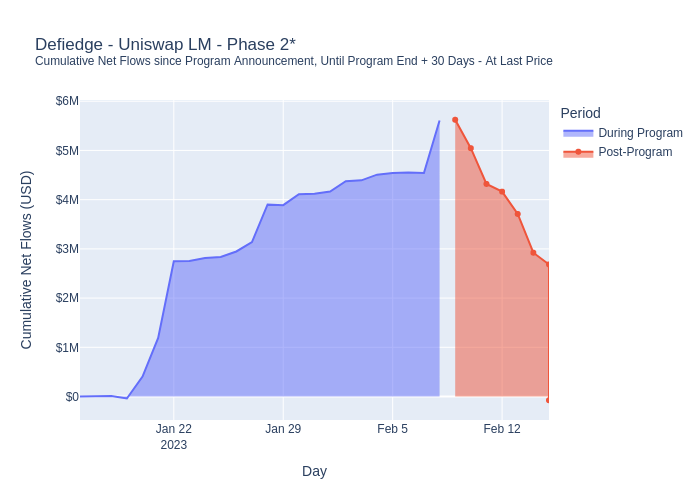 Defiedge - Uniswap LM - Phase 2*
Cumulative Net Flows since Program Announcement, Until Program End + 30 Days - At Last Price
Period
During Program
Post-Program
Cumulative Net Flows (USD)
$6M
$5M
$4M
$3M
$2M
$1M
$0
Jan 22
2023
Jan 29
Feb 5
Feb 12
Day